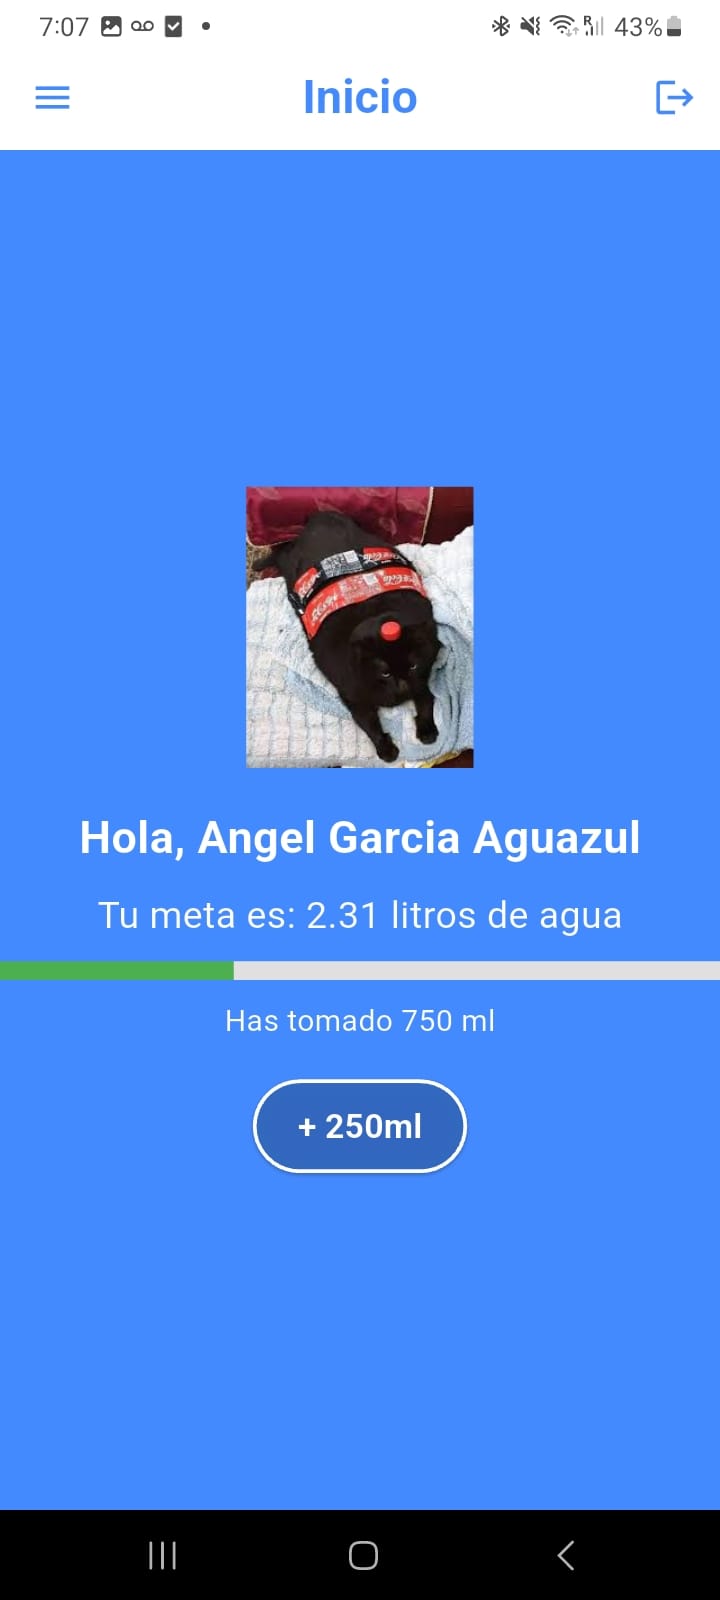 7:07
43%
Inicio
Hola, Angel Garcia Aguazul
Tu meta es: 2.31 litros de agua
Has tomado 750 ml
+ 250ml